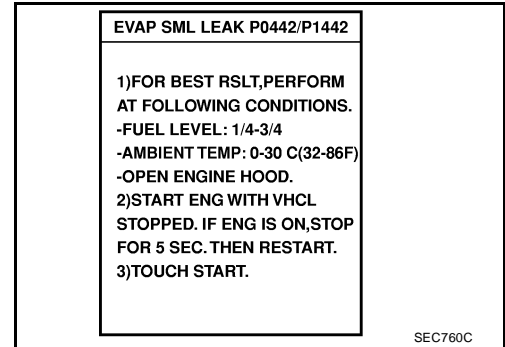 EVAP SML LEAK P0442/P1442
1)FOR BEST RSLT,PERFORM
AT FOLLOWING CONDITIONS.
-FUEL LEVEL: 1/4-3/4
-AMBIENT TEMP: 0-30 C(32-86F)
-OPEN ENGINE HOOD.
2)START ENG WITH VHCL
STOPPED. IF ENG IS ON,STOP
FOR 5 SEC. THEN RESTART.
3)TOUCH START.
SEC760C